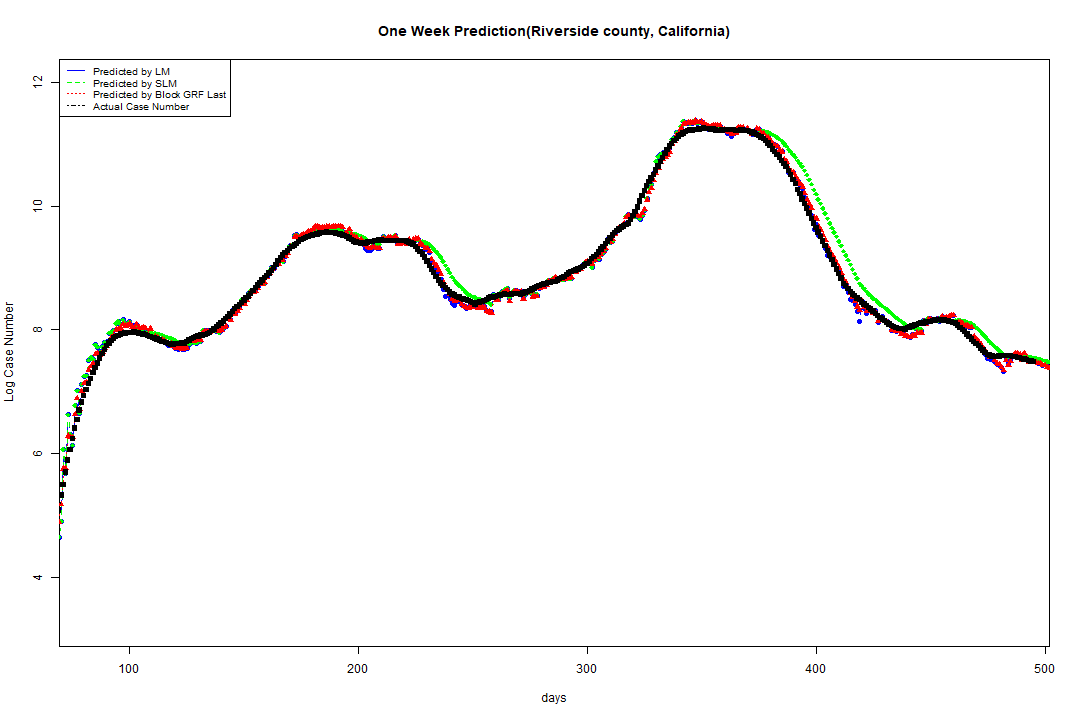 One Week Prediction(Riverside county, California)
Predicted by LM
Predicted by SLM
Predicted by Block GRF Last
Actual Case Number
12
10
8
6
4
Log Case Number
100 200 300 400 500
days